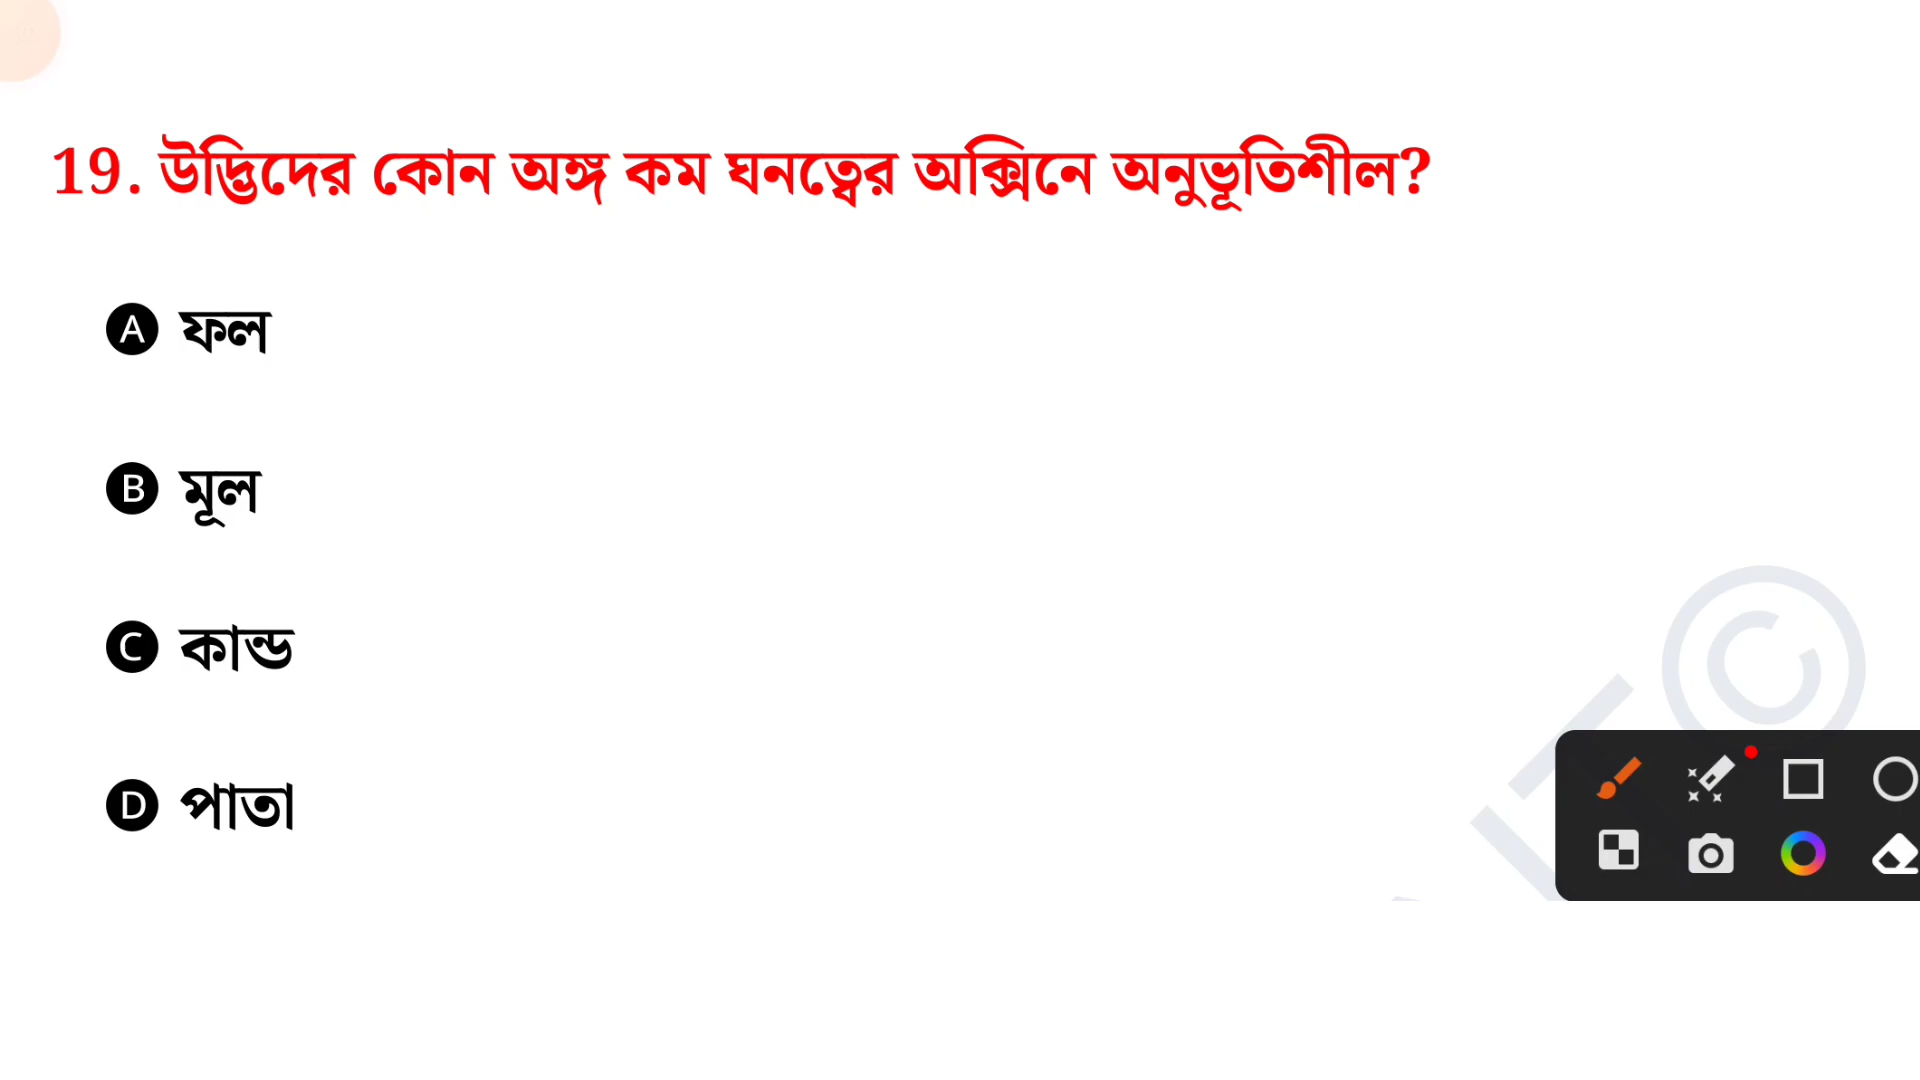 19. উদ্ভিদের কোন অঙ্গ কম ঘনত্বের অক্সিনে অনুভূতিশীল?
A ফল
B মূল
C কান্ড
D পাতা